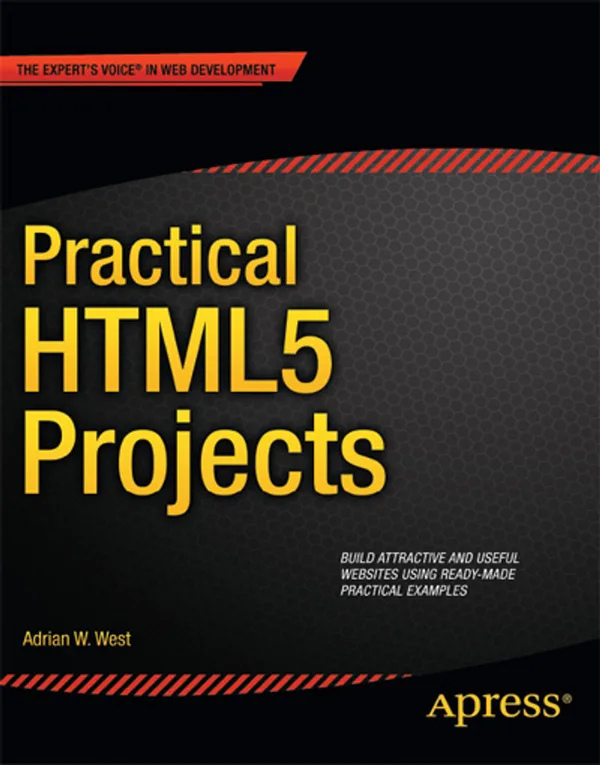 THE EXPERT'S VOICE® IN WEB DEVELOPMENT
Practical
HTML5
Projects
BUILD ATTRACTIVE AND USEFUL
WEBSITES USING READY-MADE
PRACTICAL EXAMPLES
Adrian W. West
Apress®